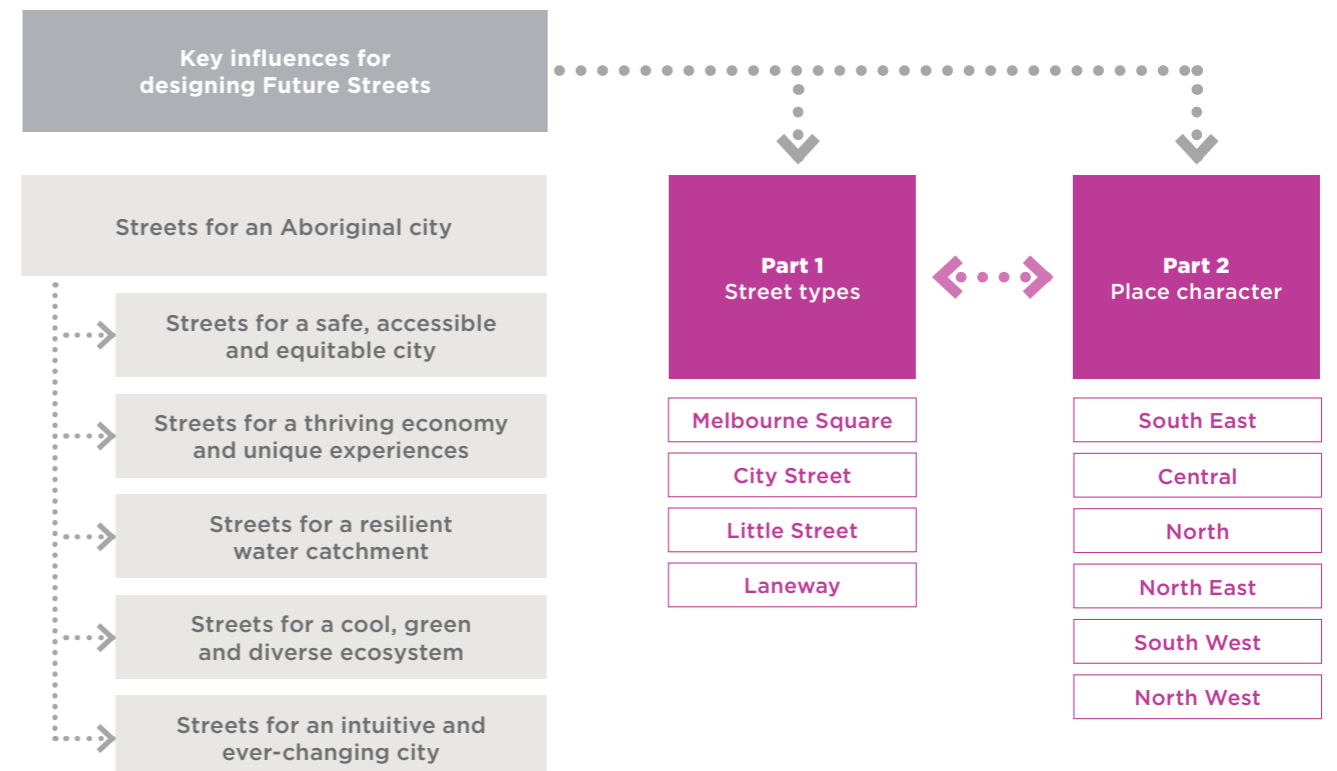 Key influences for
designing Future Streets
Streets for an Aboriginal city
Streets for a safe, accessible
and equitable city
Streets for a thriving economy
and unique experiences
Streets for a resilient
water catchment
Streets for a cool, green
and diverse ecosystem
Streets for an intuitive and
ever-changing city
Part 1
Street types
Melbourne Square
City Street
Little Street
Laneway
Part 2
Place character
South East
Central
North
North East
South West
North West